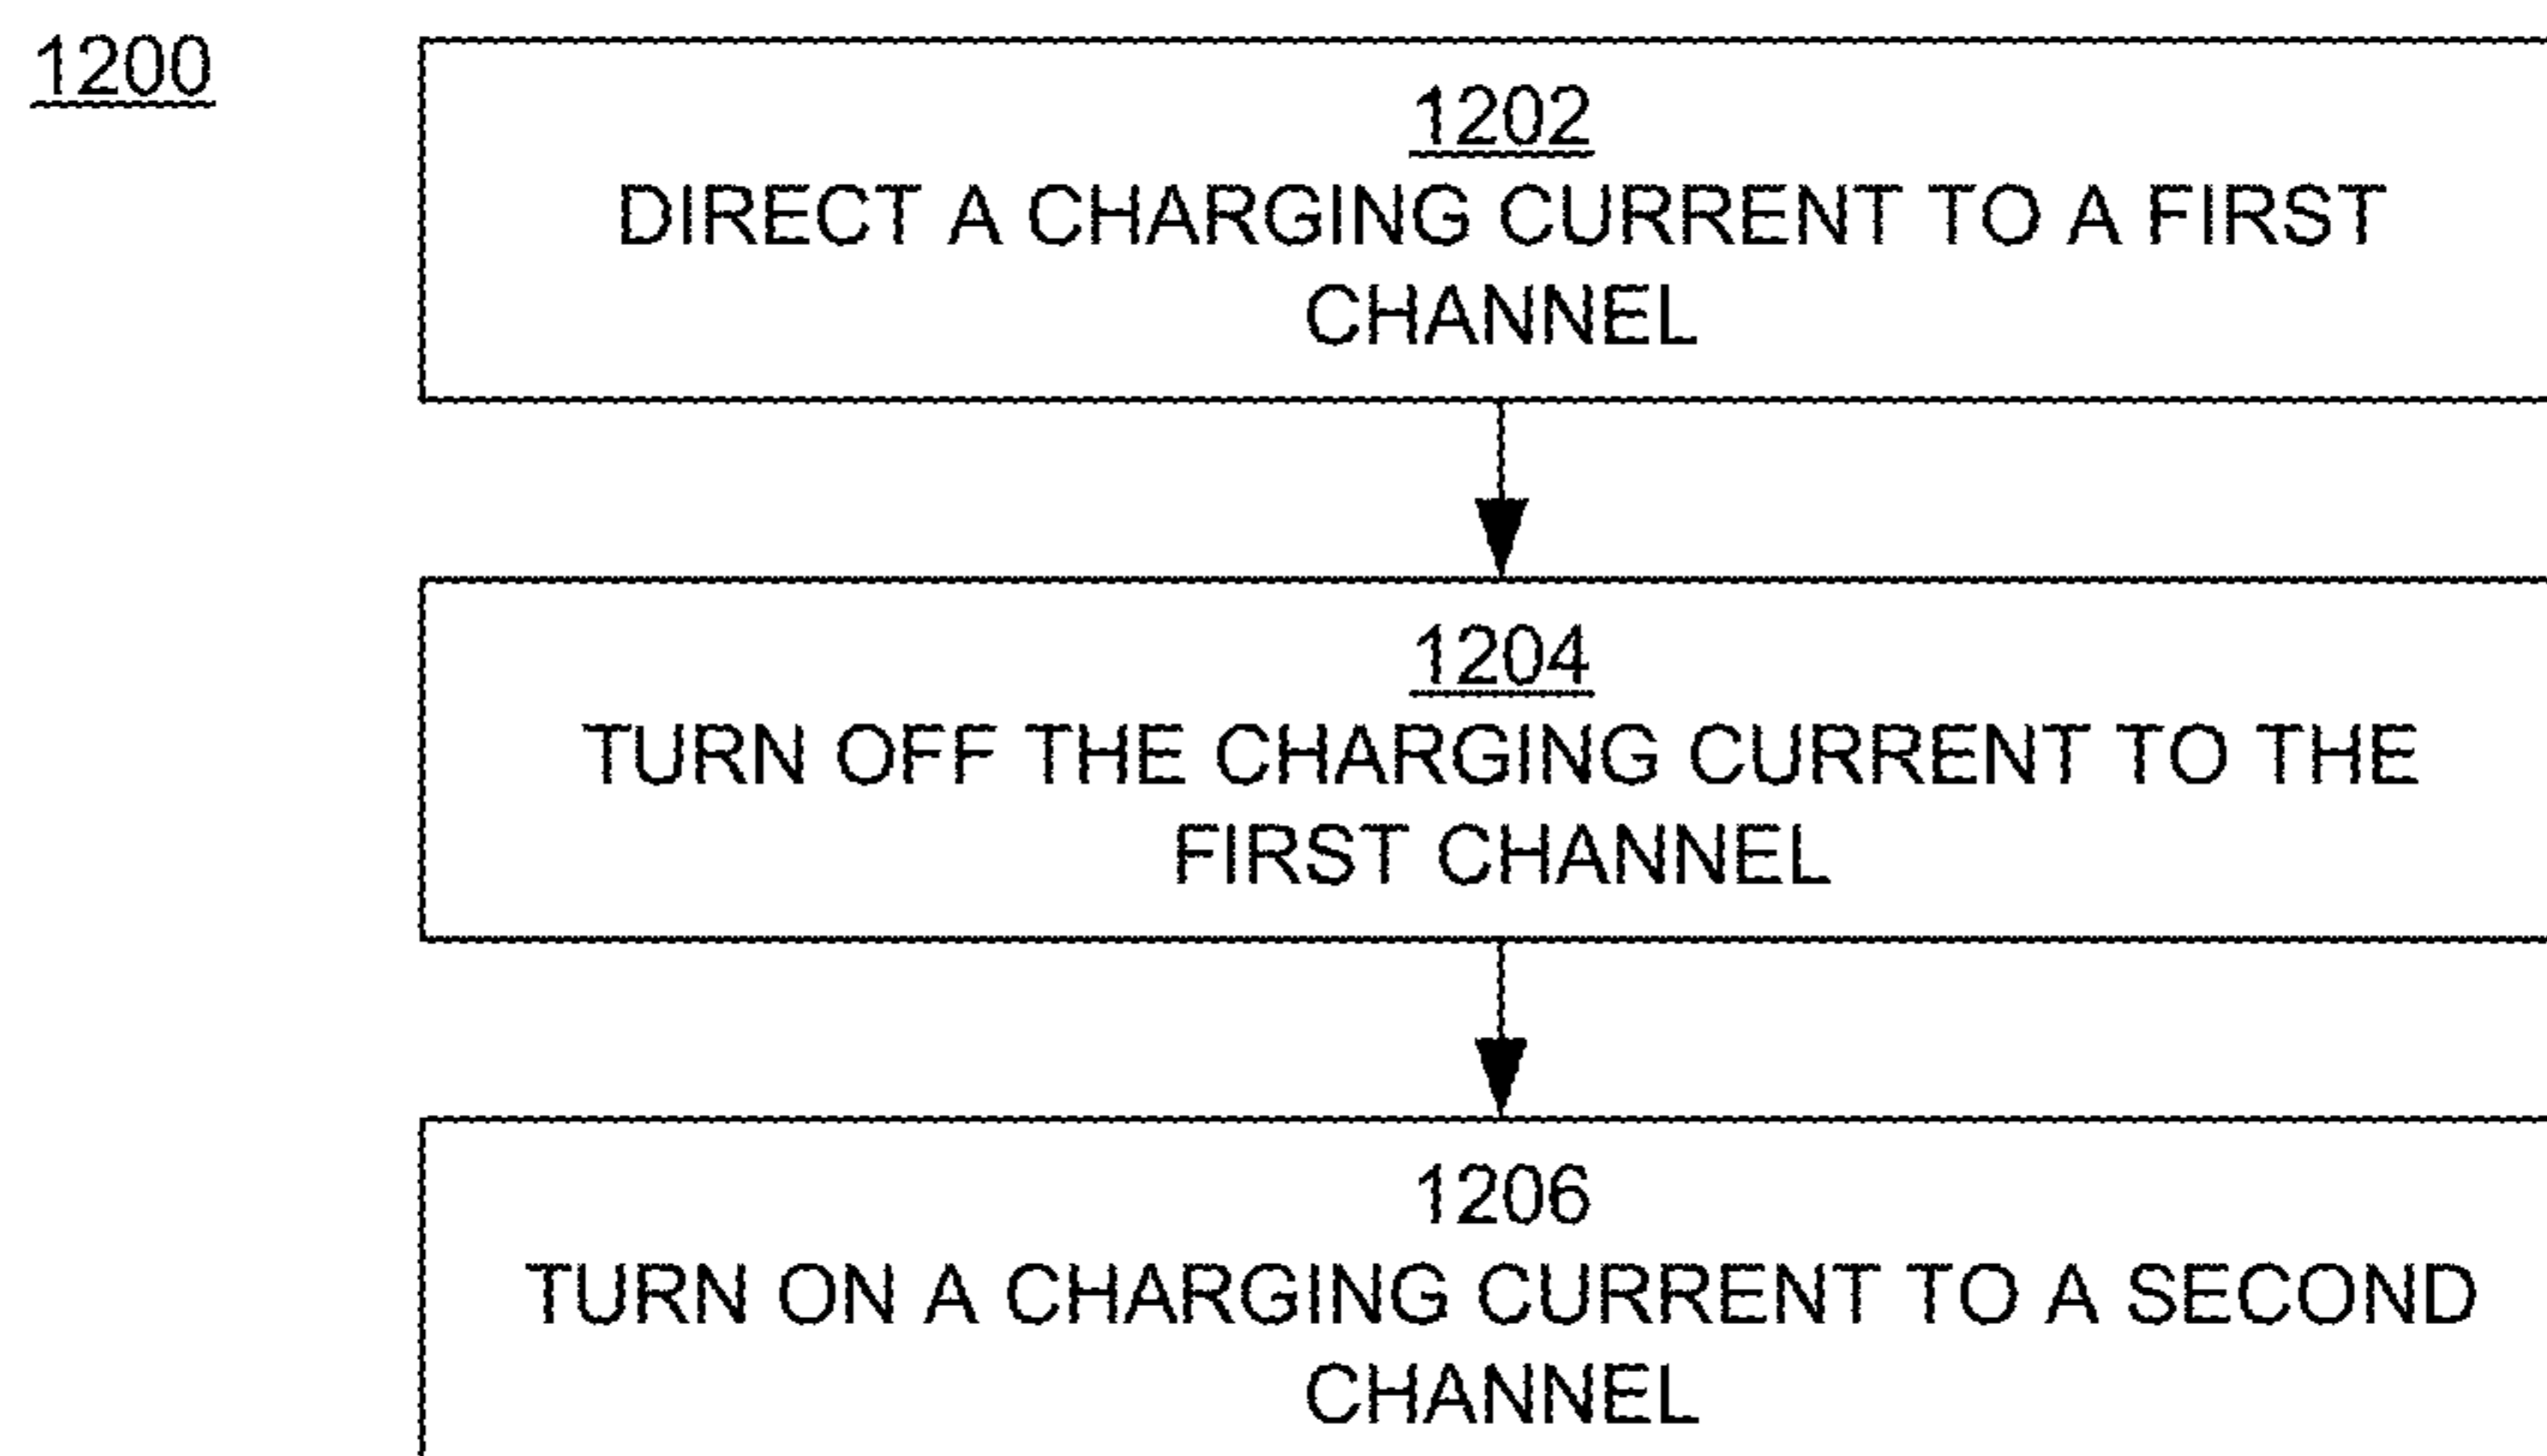 1200
1202
DIRECT A CHARGING CURRENT TO A FIRST
CHANNEL
1204
TURN OFF THE CHARGING CURRENT TO THE
FIRST CHANNEL
1206
TURN ON A CHARGING CURRENT TO A SECOND
CHANNEL